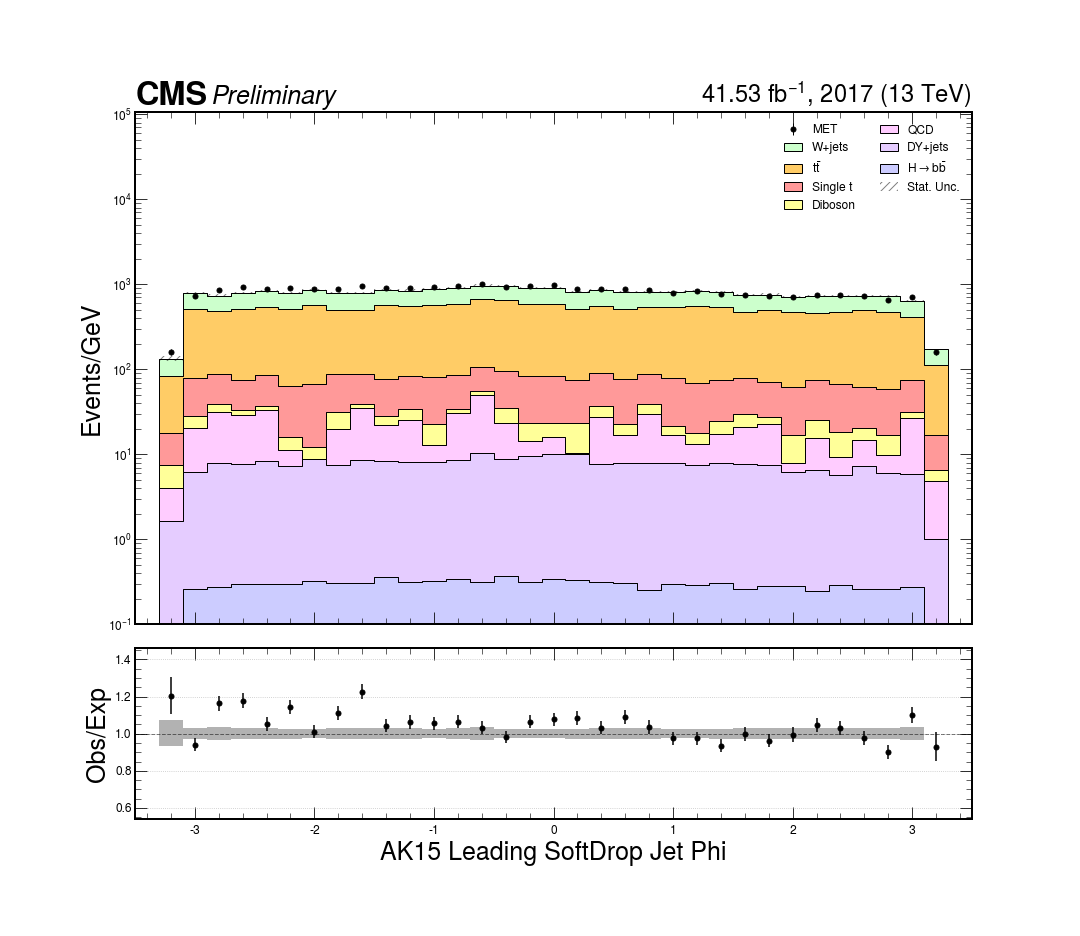 CMS Preliminary 41.53 fb⁻¹, 2017 (13 TeV)
MET QCD
W+jets DY+jets
tt̄ H→bb̄
Single t Stat. Unc.
Diboson
Events/GeV
10⁵
10⁴
10³
10²
10¹
10⁰
10⁻¹
Obs/Exp
1.4
1.2
1.0
0.8
0.6
-3 -2 -1 0 1 2 3
AK15 Leading SoftDrop Jet Phi